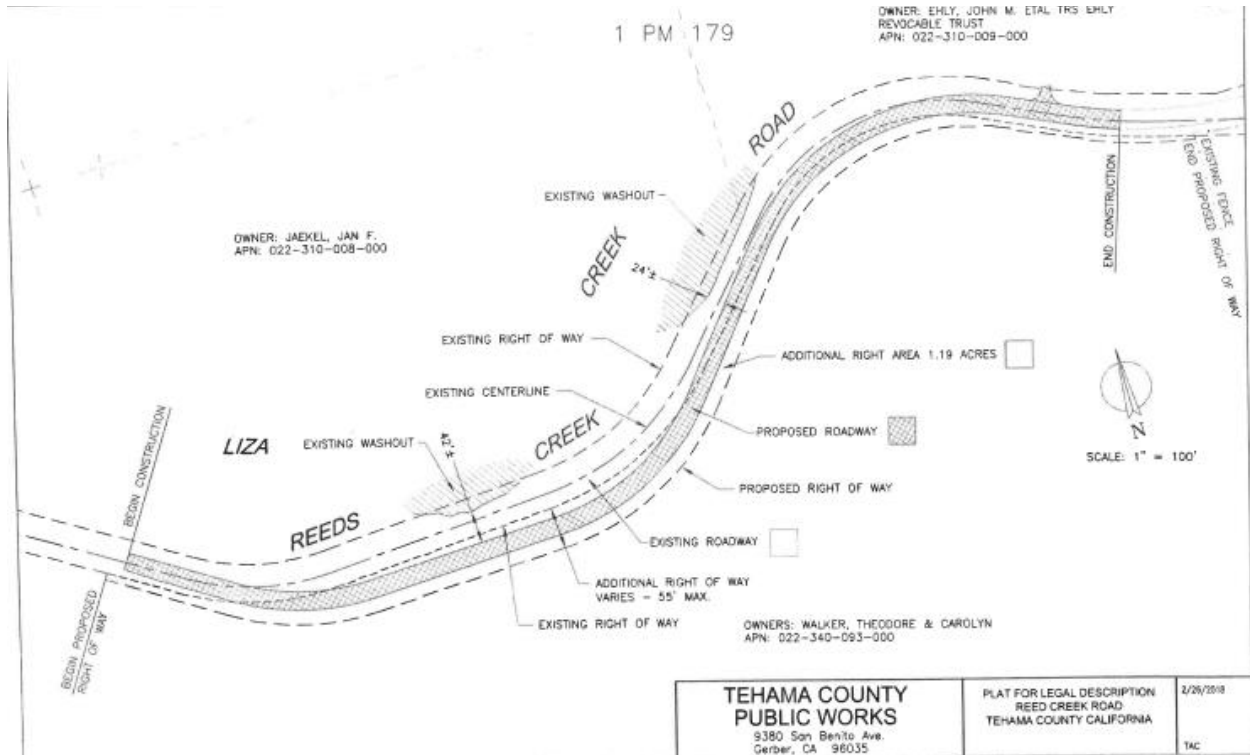 OWNER: EHLY, JOHN M. ETAL TRS EHLY
REVOCABLE TRUST
APN: 022-310-009-000
1 PM 179
ROAD
EXISTING WASHOUT
OWNER: JAEKEL, JAN F.
APN: 022-310-008-000
CREEK
24'±
END CONSTRUCTION
EXISTING FENCE
END PROPOSED RIGHT OF WAY
EXISTING RIGHT OF WAY
ADDITIONAL RIGHT AREA 1.19 ACRES
EXISTING CENTERLINE
BEGIN CONSTRUCTION
LIZA
EXISTING WASHOUT
42'±
CREEK
PROPOSED ROADWAY
N
SCALE: 1" = 100'
PROPOSED RIGHT OF WAY
REEDS
EXISTING ROADWAY
ADDITIONAL RIGHT OF WAY
VARIES - 55' MAX.
EXISTING RIGHT OF WAY
OWNERS: WALKER, THEODORE & CAROLYN
APN: 022-340-093-000
BEGIN PROPOSED
RIGHT OF WAY
TEHAMA COUNTY
PUBLIC WORKS
9380 San Benito Ave.
Gerber, CA 96035
PLAT FOR LEGAL DESCRIPTION
REED CREEK ROAD
TEHAMA COUNTY CALIFORNIA
2/26/2018
TAC